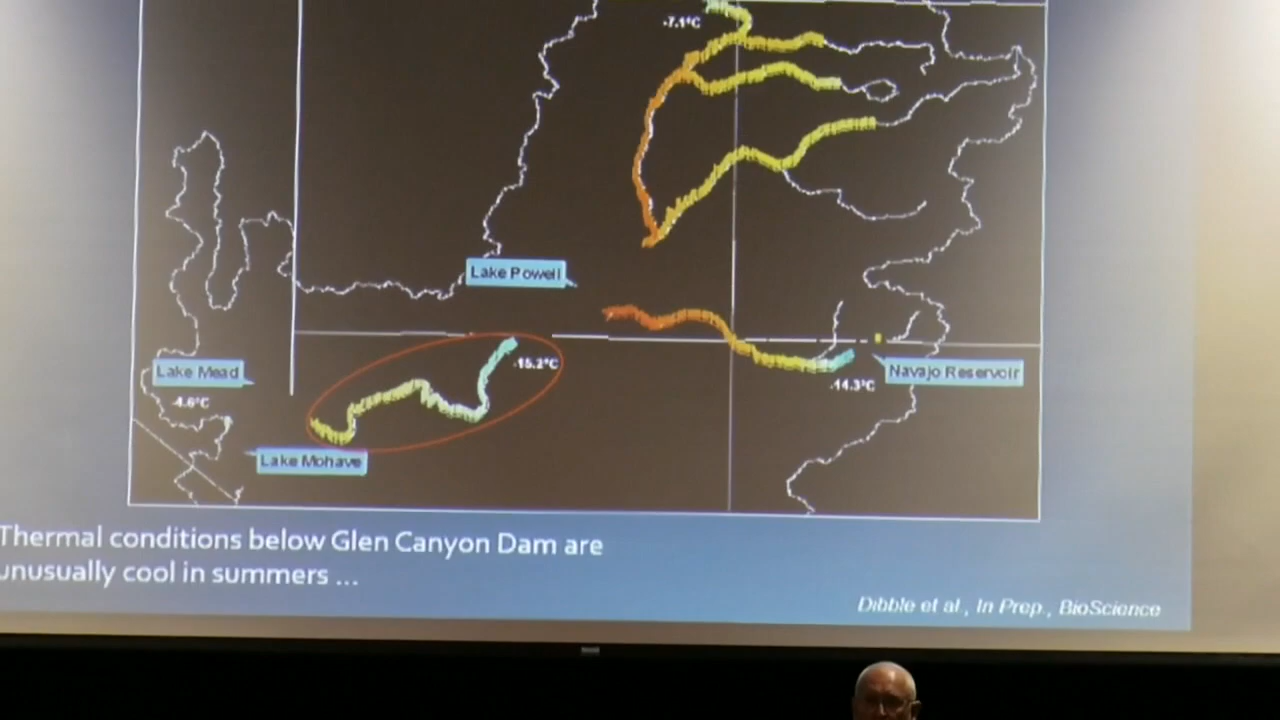 -7.1°C
Lake Powell
Lake Mead
-15.2°C
Navajo Reservoir
-4.6°C
-14.3°C
Lake Mohave
Thermal conditions below Glen Canyon Dam are
unusually cool in summers ...
Dibble et al., In Prep., BioScience